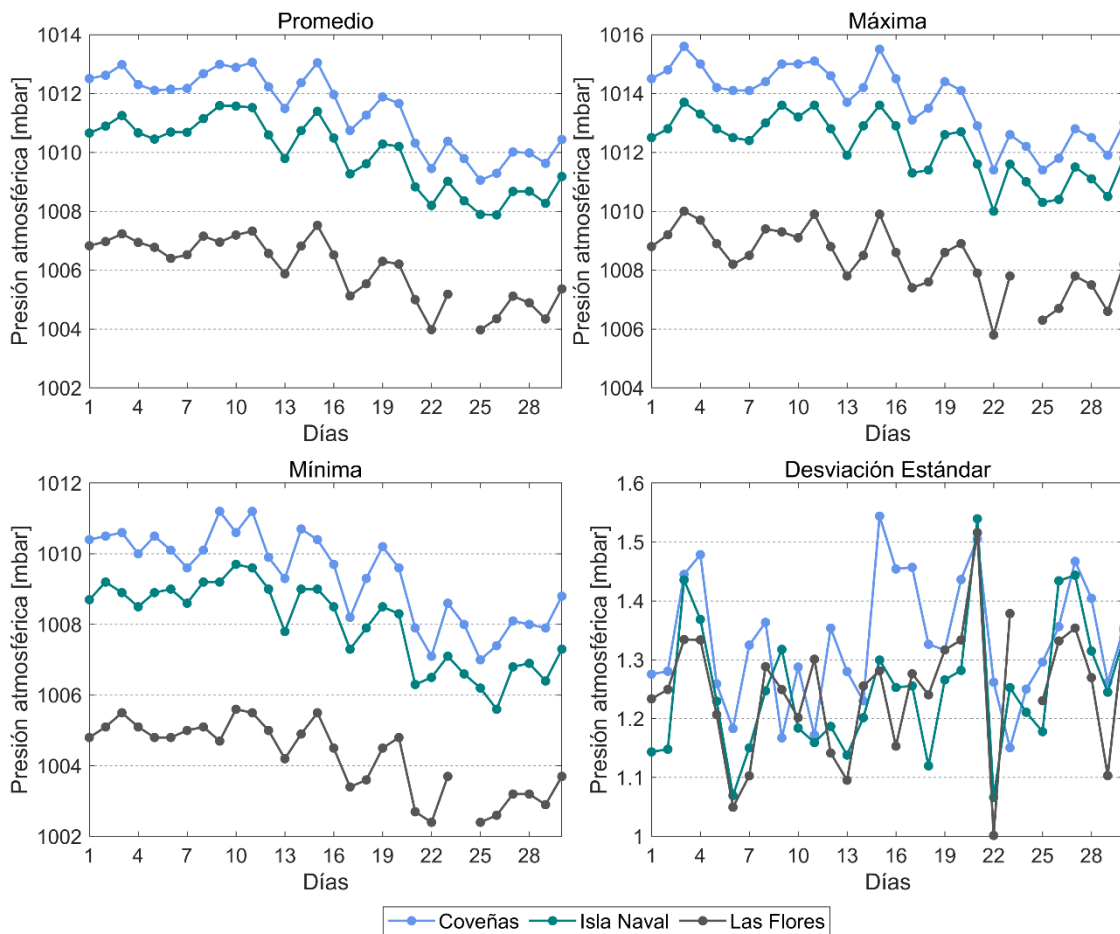 Promedio
Presión atmosférica [mbar]
1014
1012
1010
1008
1006
1004
1002
1 4 7 10 13 16 19 22 25 28
Días
Máxima
Presión atmosférica [mbar]
1016
1014
1012
1010
1008
1006
1004
1 4 7 10 13 16 19 22 25 28
Días
Mínima
Presión atmosférica [mbar]
1012
1010
1008
1006
1004
1002
1 4 7 10 13 16 19 22 25 28
Días
Desviación Estándar
Presión atmosférica [mbar]
1.6
1.5
1.4
1.3
1.2
1.1
1
1 4 7 10 13 16 19 22 25 28
Días
Coveñas Isla Naval Las Flores